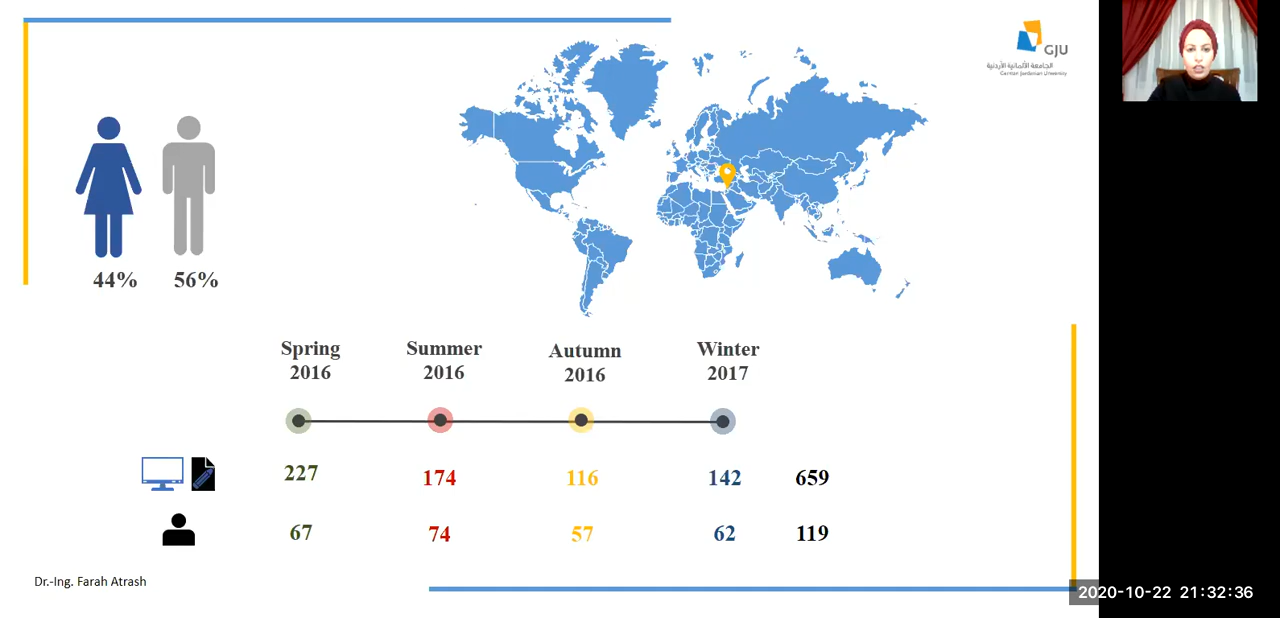 GJU
الجامعة الألمانية الأردنية
German Jordanian University
44% 56%
Spring Summer Autumn Winter
2016 2016 2016 2017
227 174 116 142 659
67 74 57 62 119
Dr.-Ing. Farah Atrash
2020-10-22 21:32:36